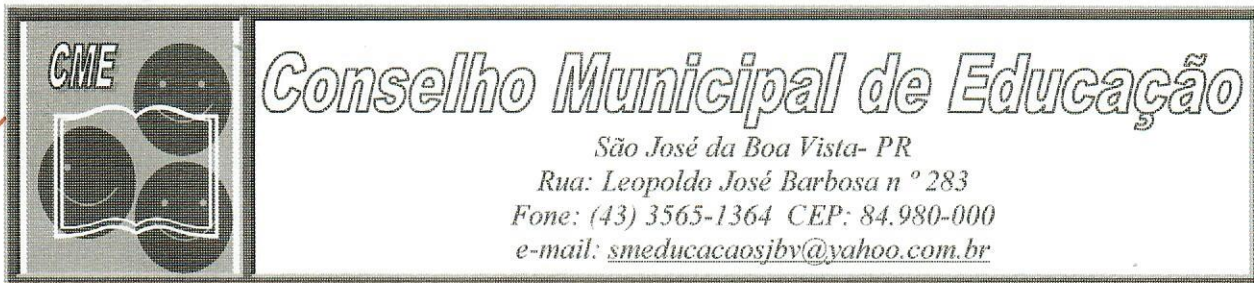 CME
Conselho Municipal de Educação
São José da Boa Vista- PR
Rua: Leopoldo José Barbosa n º 283
Fone: (43) 3565-1364 CEP: 84.980-000
e-mail: smeducacaosjbv@yahoo.com.br